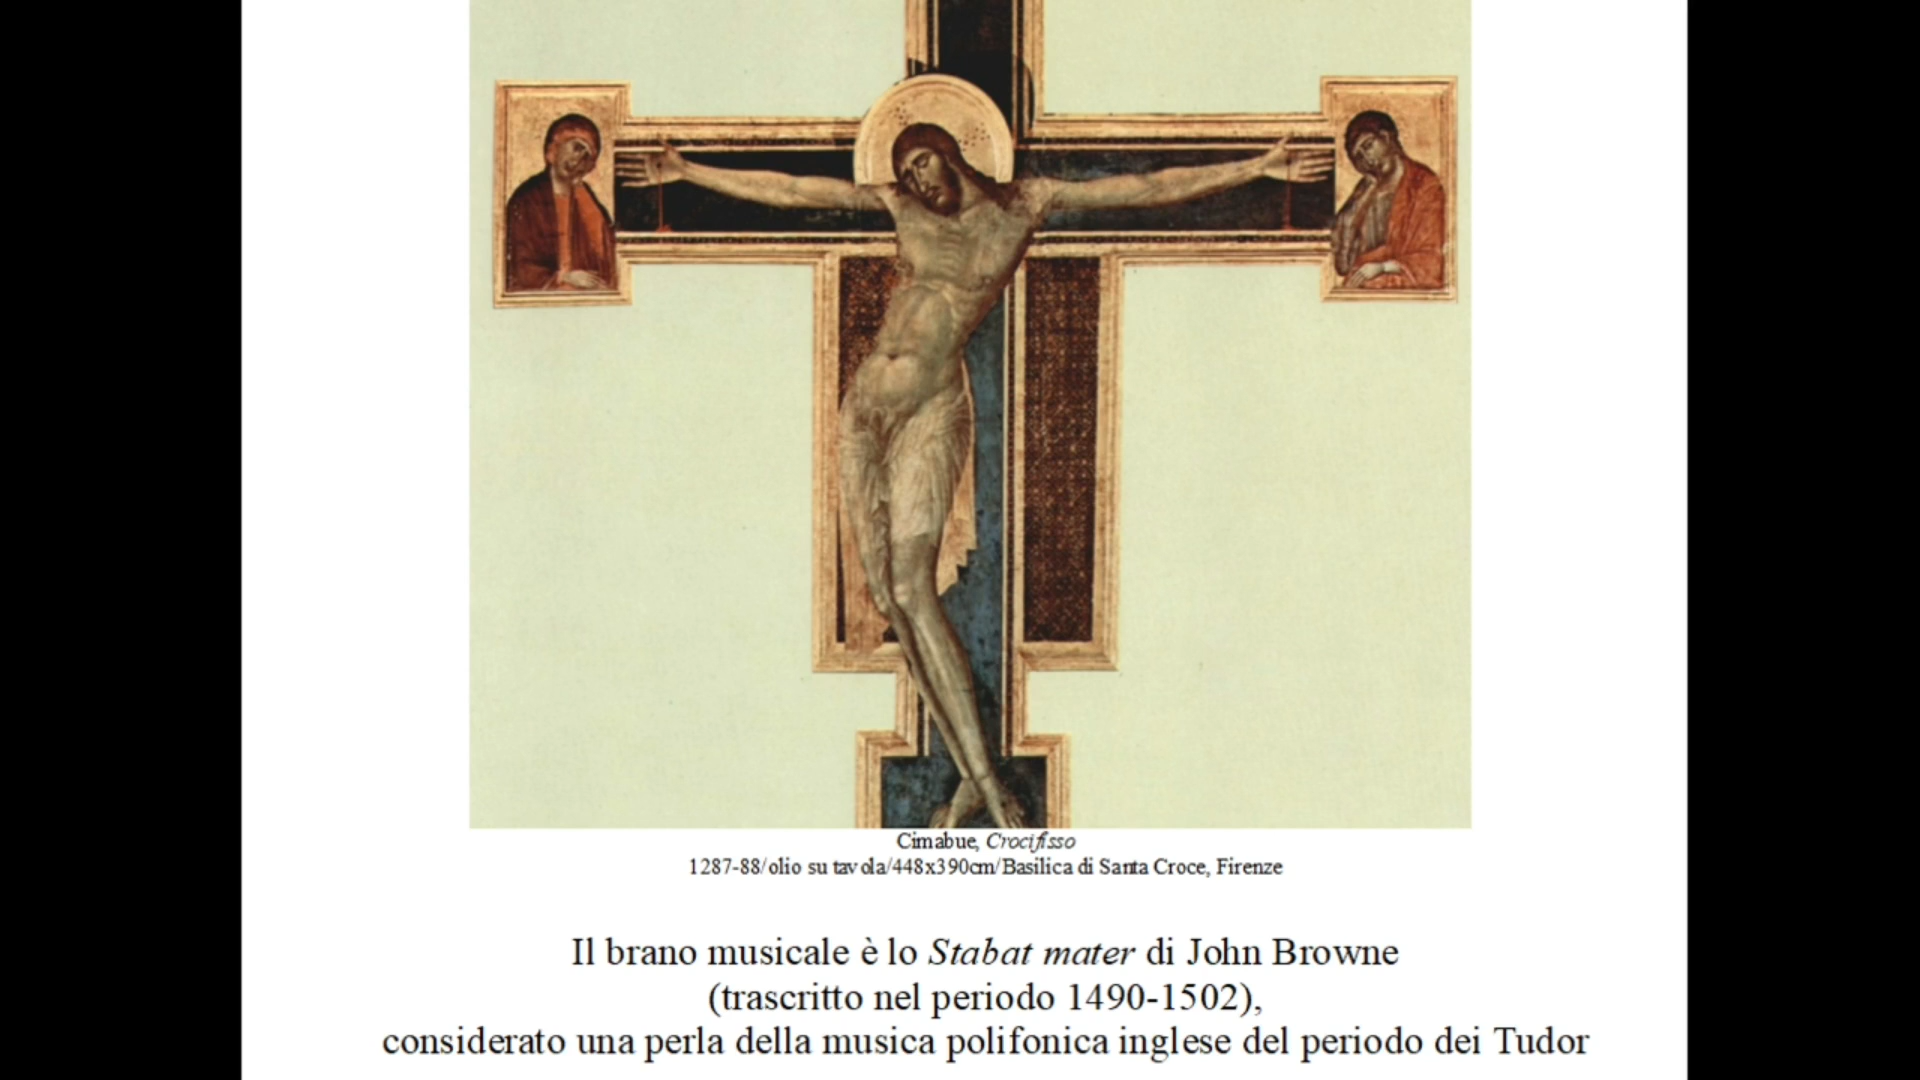 Cimabue, Crocifisso
1287-88/olio su tavola/448x390cm/Basilica di Santa Croce, Firenze
Il brano musicale è lo Stabat mater di John Browne
(trascritto nel periodo 1490-1502),
considerato una perla della musica polifonica inglese del periodo dei Tudor